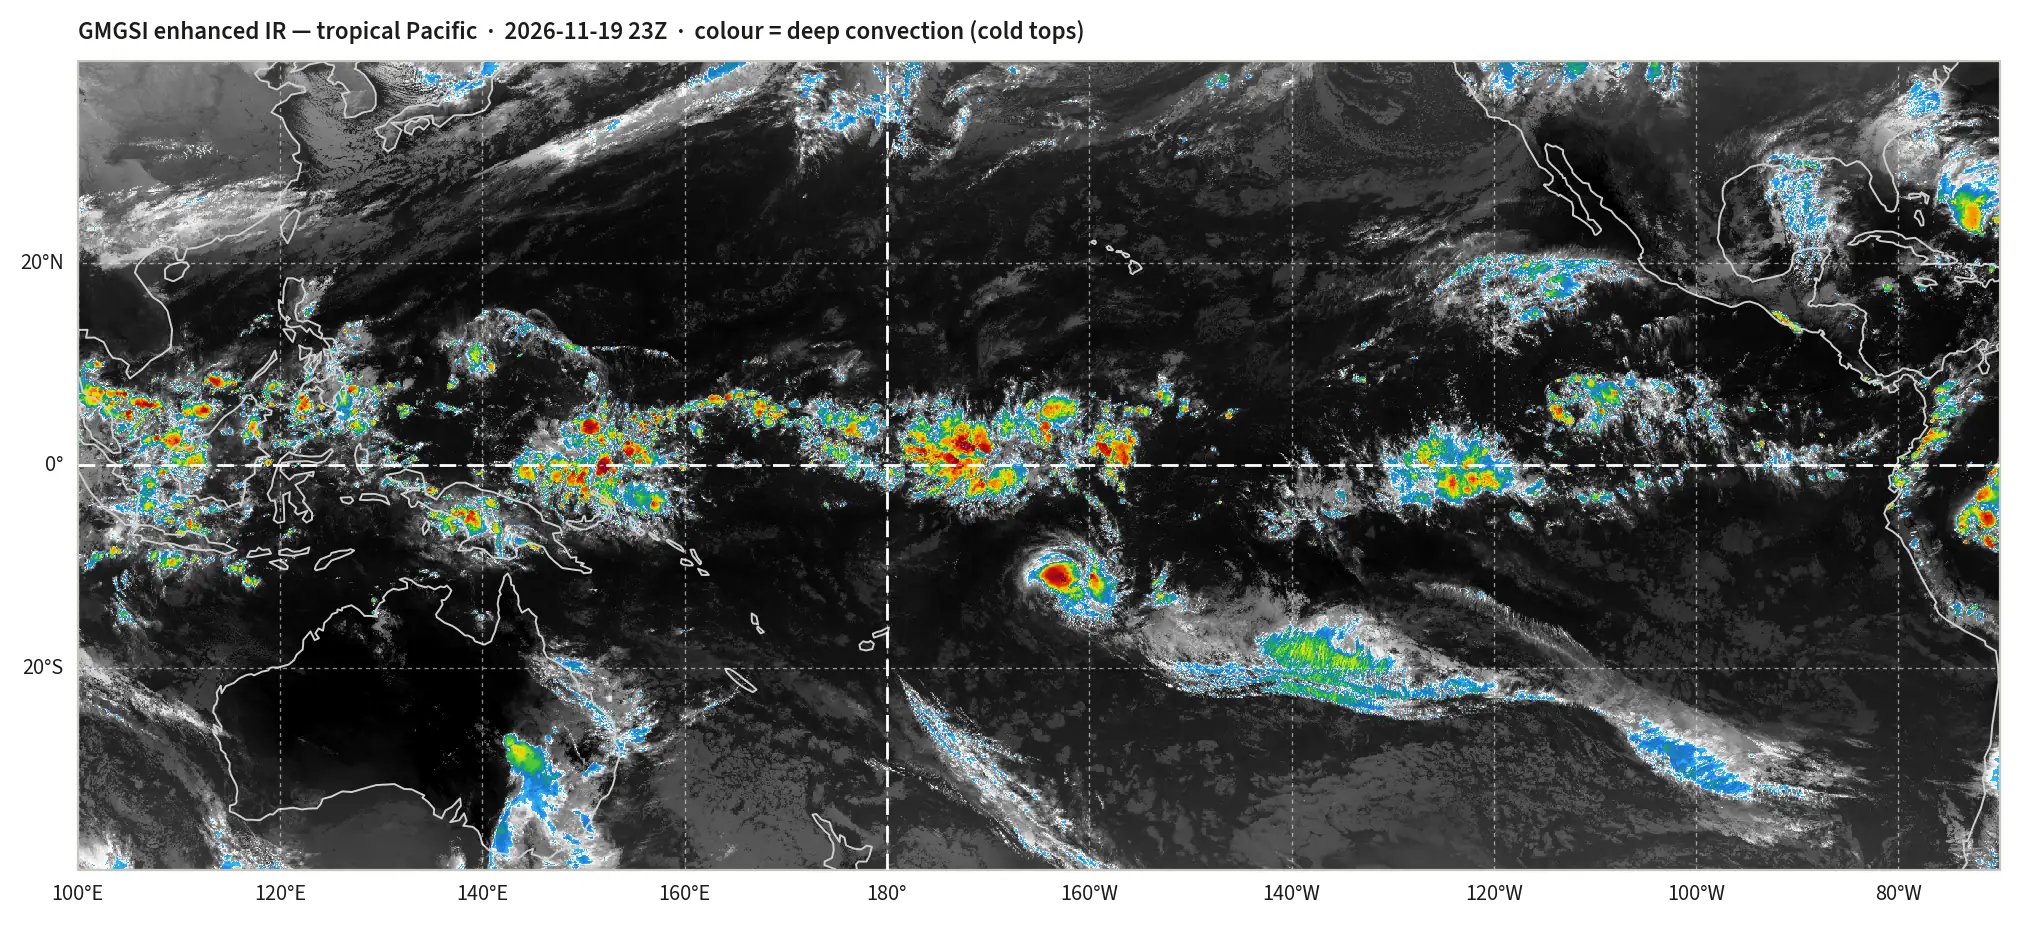 GMGSI enhanced IR — tropical Pacific · 2026-11-19 23Z · colour = deep convection (cold tops)
20°N
0°
20°S
100°E 120°E 140°E 160°E 180° 160°W 140°W 120°W 100°W 80°W